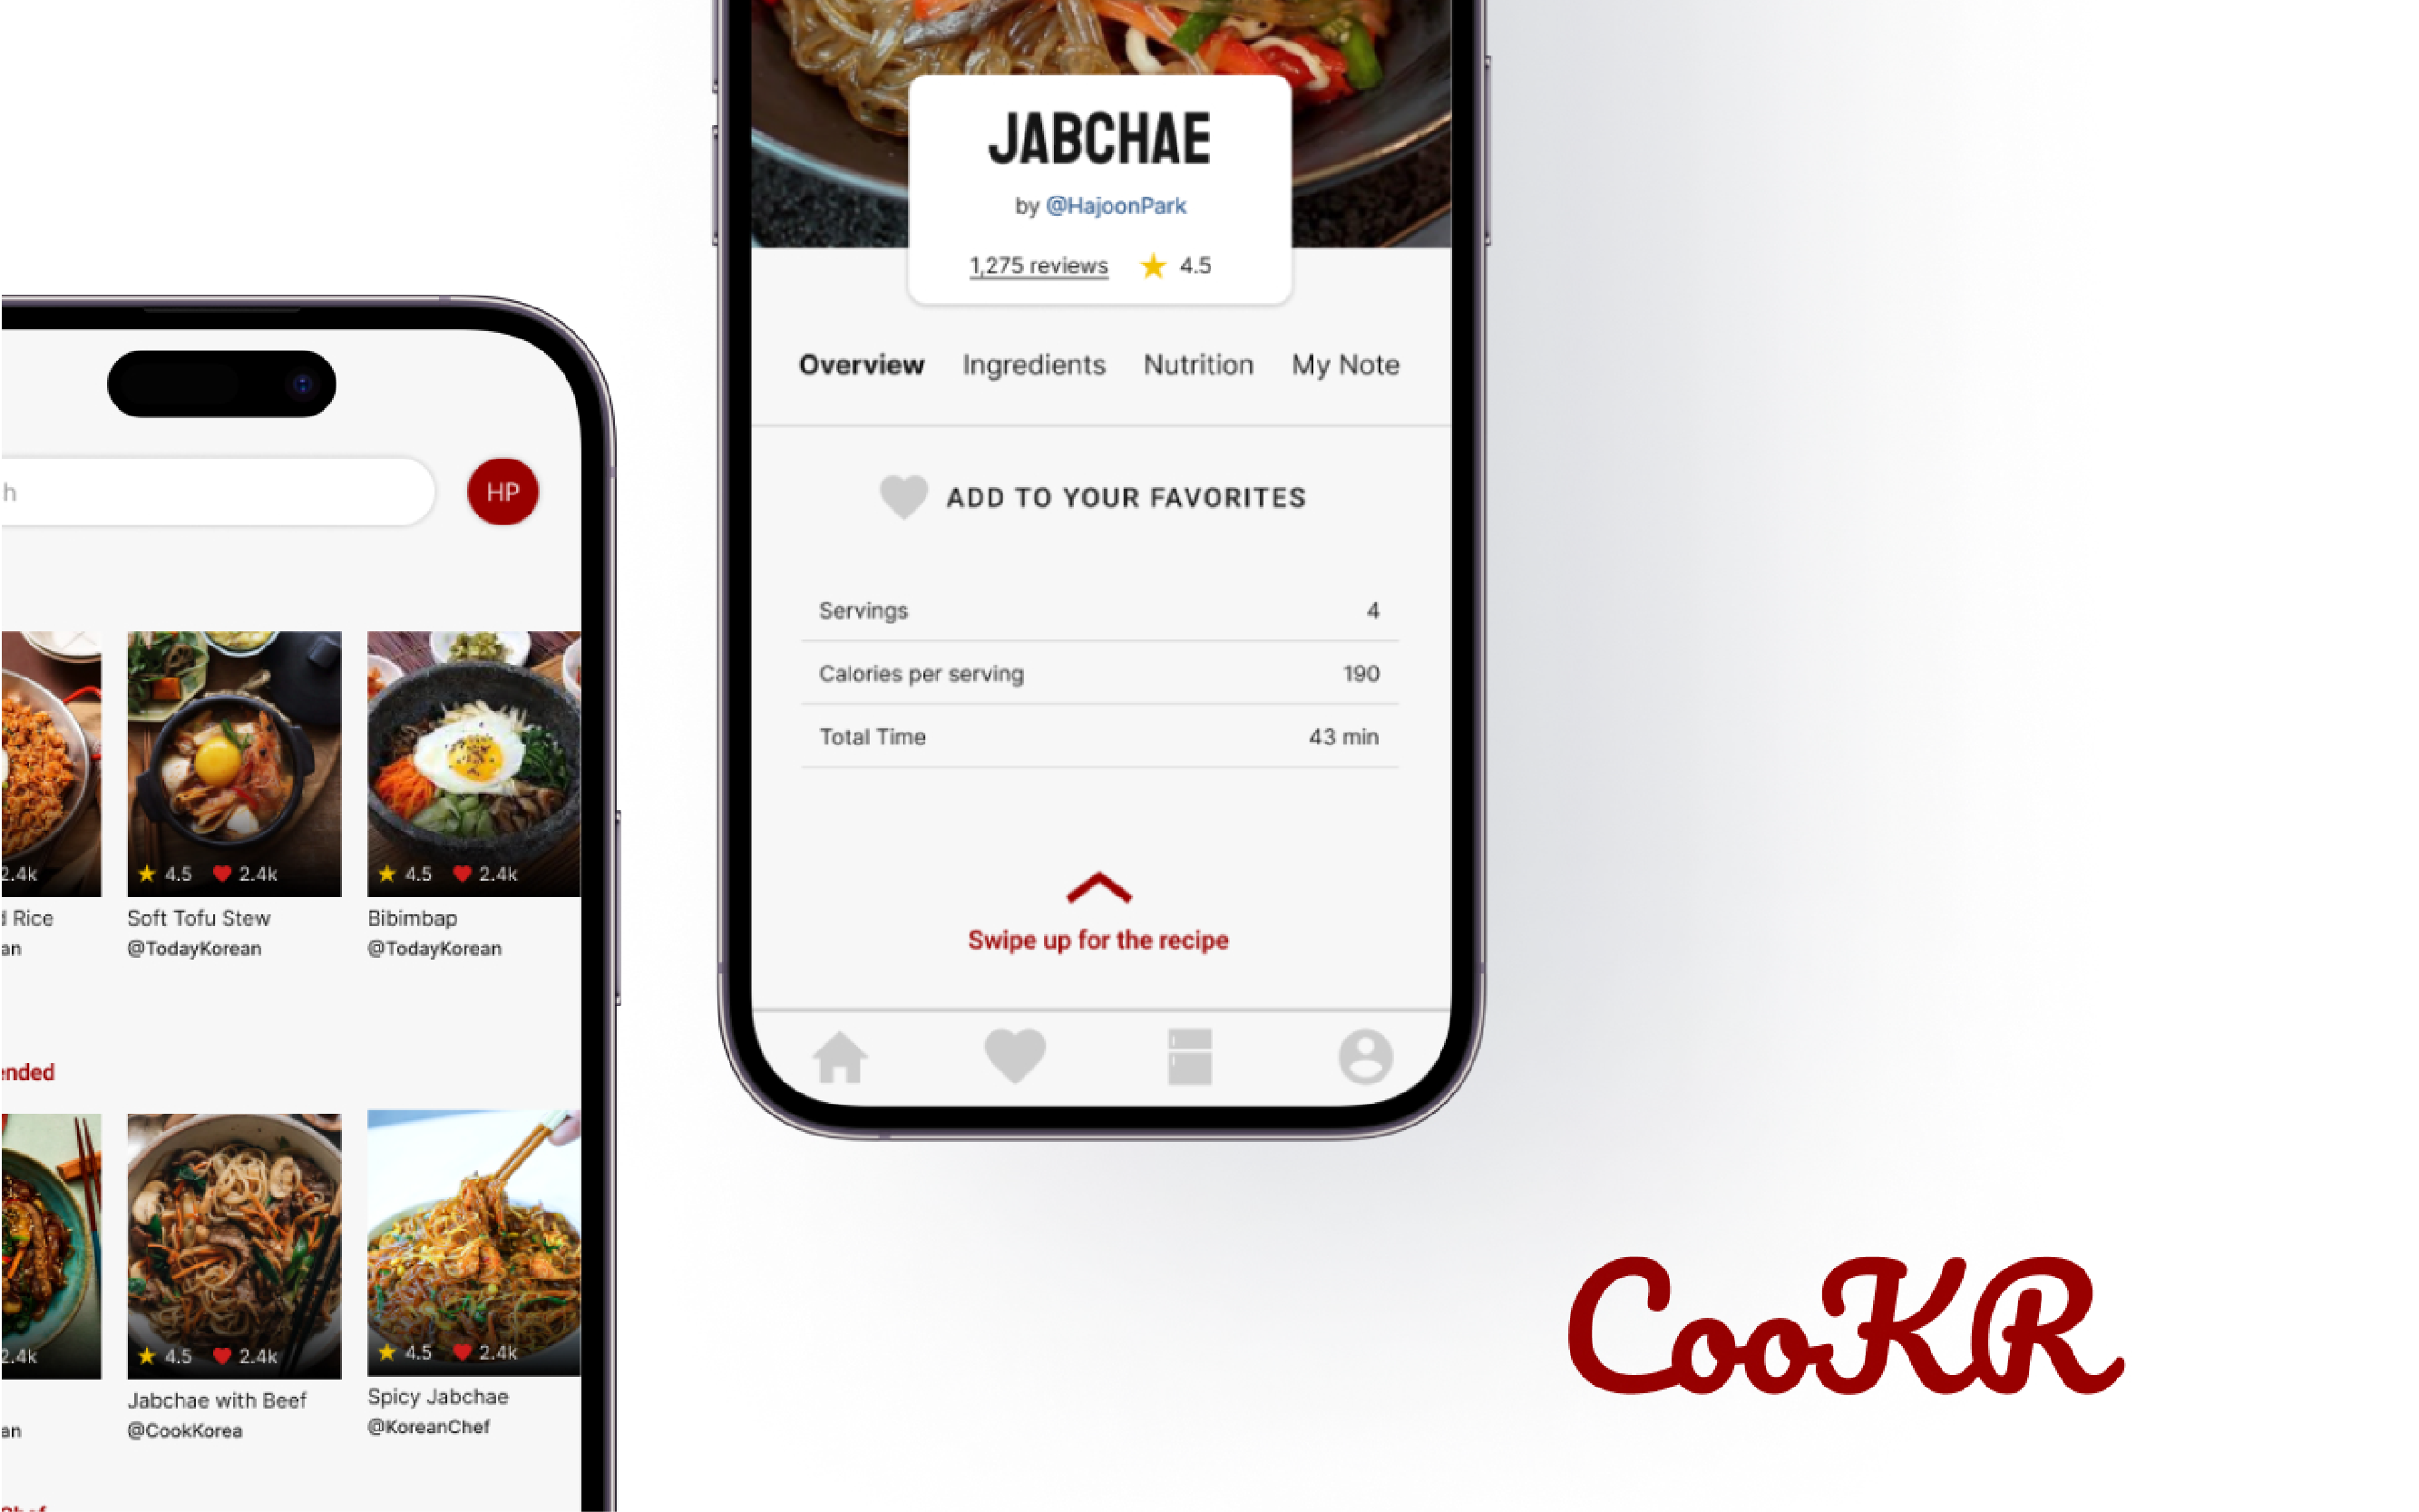 h
HP
2.4k
4.5 2.4k
4.5 2.4k
Rice
Soft Tofu Stew
Bibimbap
@TodayKorean
@TodayKorean
2.4k
4.5 2.4k
4.5 2.4k
Jabchae with Beef
Spicy Jabchae
@CookKorea
@KoreanChef
JABCHAE
by @HajoonPark
1,275 reviews 4.5
Overview Ingredients Nutrition My Note
ADD TO YOUR FAVORITES
Servings 4
Calories per serving 190
Total Time 43 min
Swipe up for the recipe
CooKR